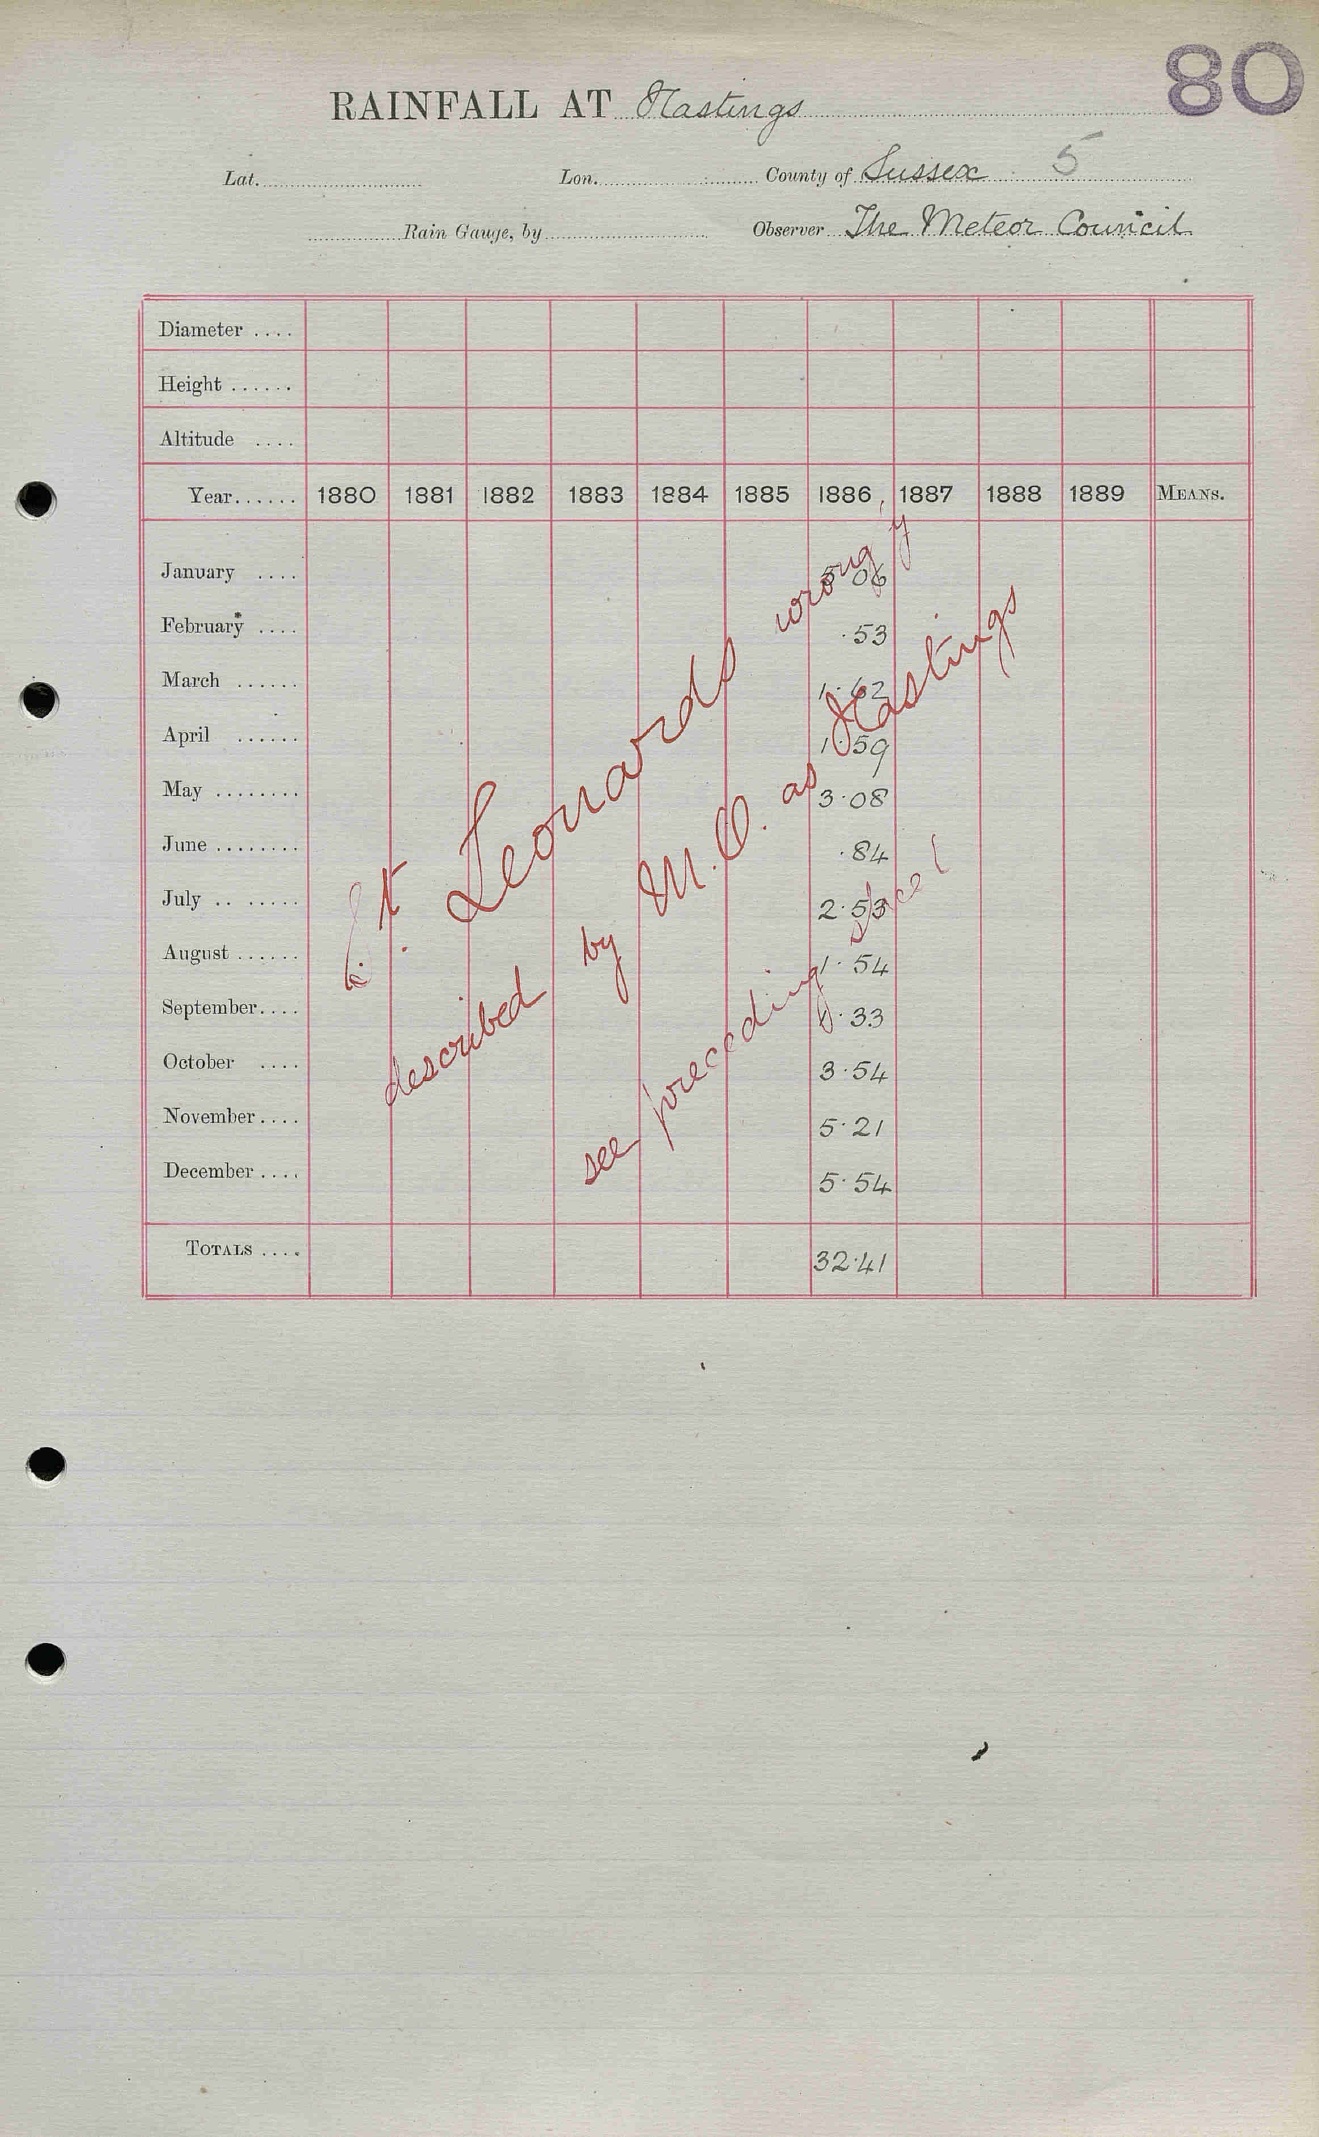 80
RAINFALL AT Hastings
Lat. Lon. County of Sussex 5
Rain Gauge, by Observer The Meteor Council
Diameter ....
Height ......
Altitude ....
Year...... 1880 1881 1882 1883 1884 1885 1886 1887 1888 1889 MEANS.
January .... 5·06
February .... ·53
March ...... 1·62
April ...... 1·59
May ........ 3·08
June ........ ·84
July .. ..... 2·53
August ...... 1·54
September.... 1·33
October .... 3·54
November.... 5·21
December.... 5·54
TOTALS .... 32·41
St. Leonards wrongy
described by M.O. as Hastings
see preceding